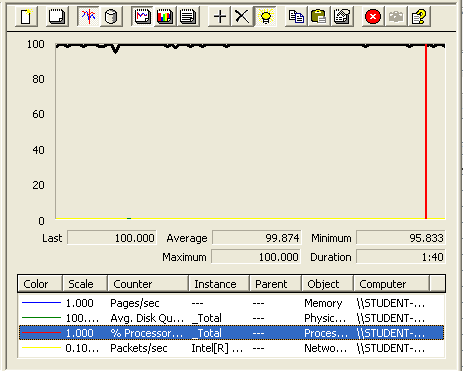 100
80
60
40
20
0
Last 100.000 Average 99.874 Minimum 95.833
Maximum 100.000 Duration 1:40
Color Scale Counter Instance Parent Object Computer
1.000 Pages/sec --- --- Memory \\STUDENT-...
100.... Avg. Disk Qu... _Total --- Physic... \\STUDENT-...
1.000 % Processor... _Total --- Proces... \\STUDENT-...
0.10... Packets/sec Intel[R] ... --- Netwo... \\STUDENT-...